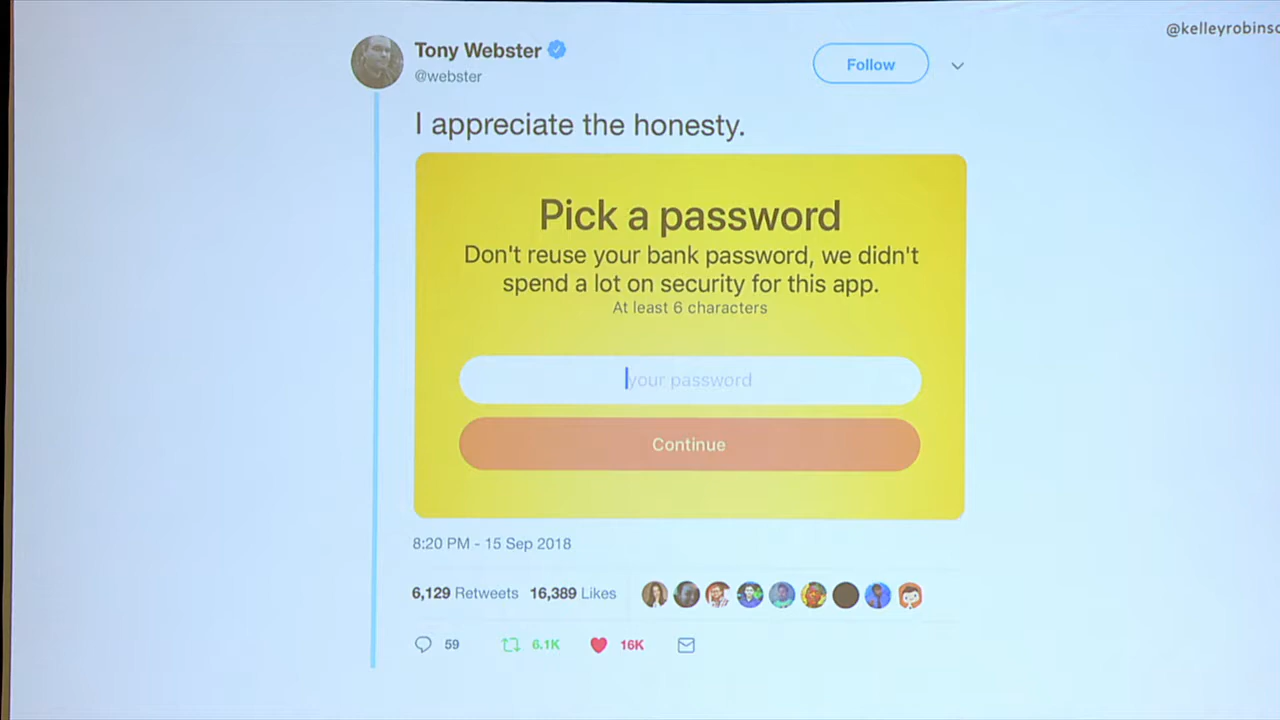 @kelleyrobinso
Tony Webster
@webster
Follow
I appreciate the honesty.
Pick a password
Don't reuse your bank password, we didn't
spend a lot on security for this app.
At least 6 characters
your password
Continue
8:20 PM - 15 Sep 2018
6,129 Retweets 16,389 Likes
59 6.1K 16K